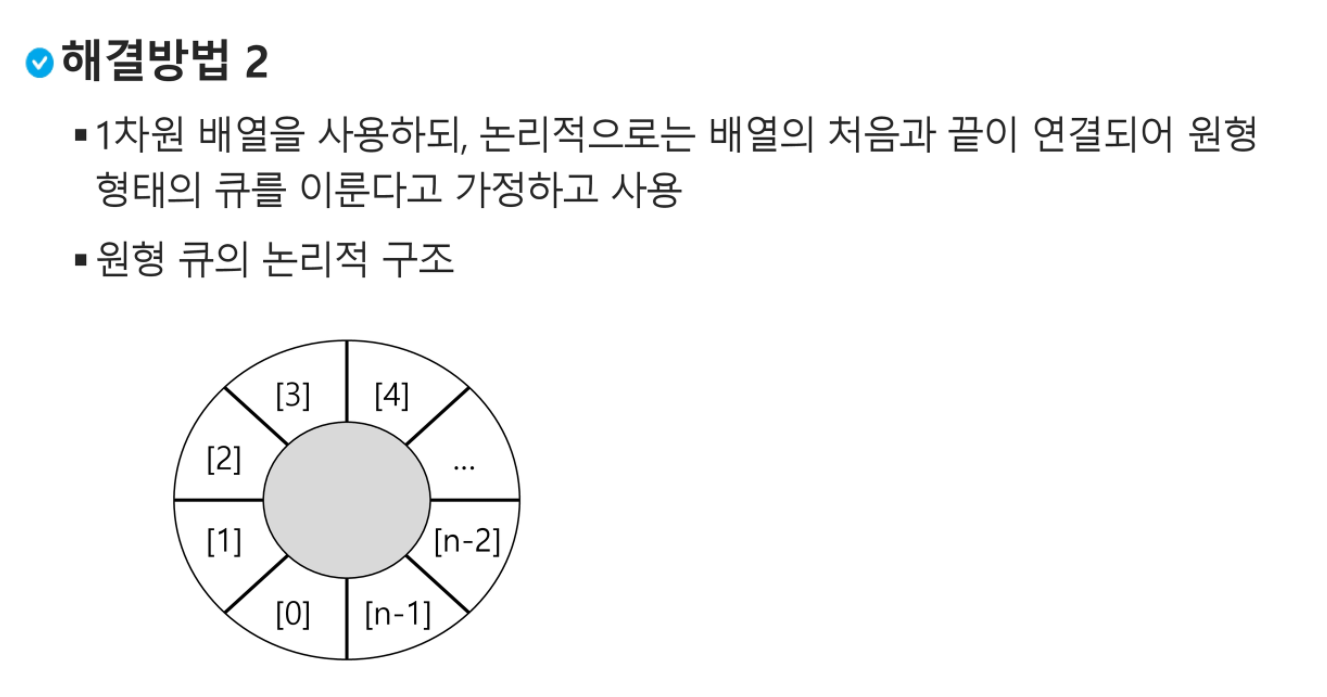 해결방법 2
▪ 1차원 배열을 사용하되, 논리적으로는 배열의 처음과 끝이 연결되어 원형
형태의 큐를 이룬다고 가정하고 사용
▪ 원형 큐의 논리적 구조
[3] [4]
[2] ...
[1] [n-2]
[0] [n-1]